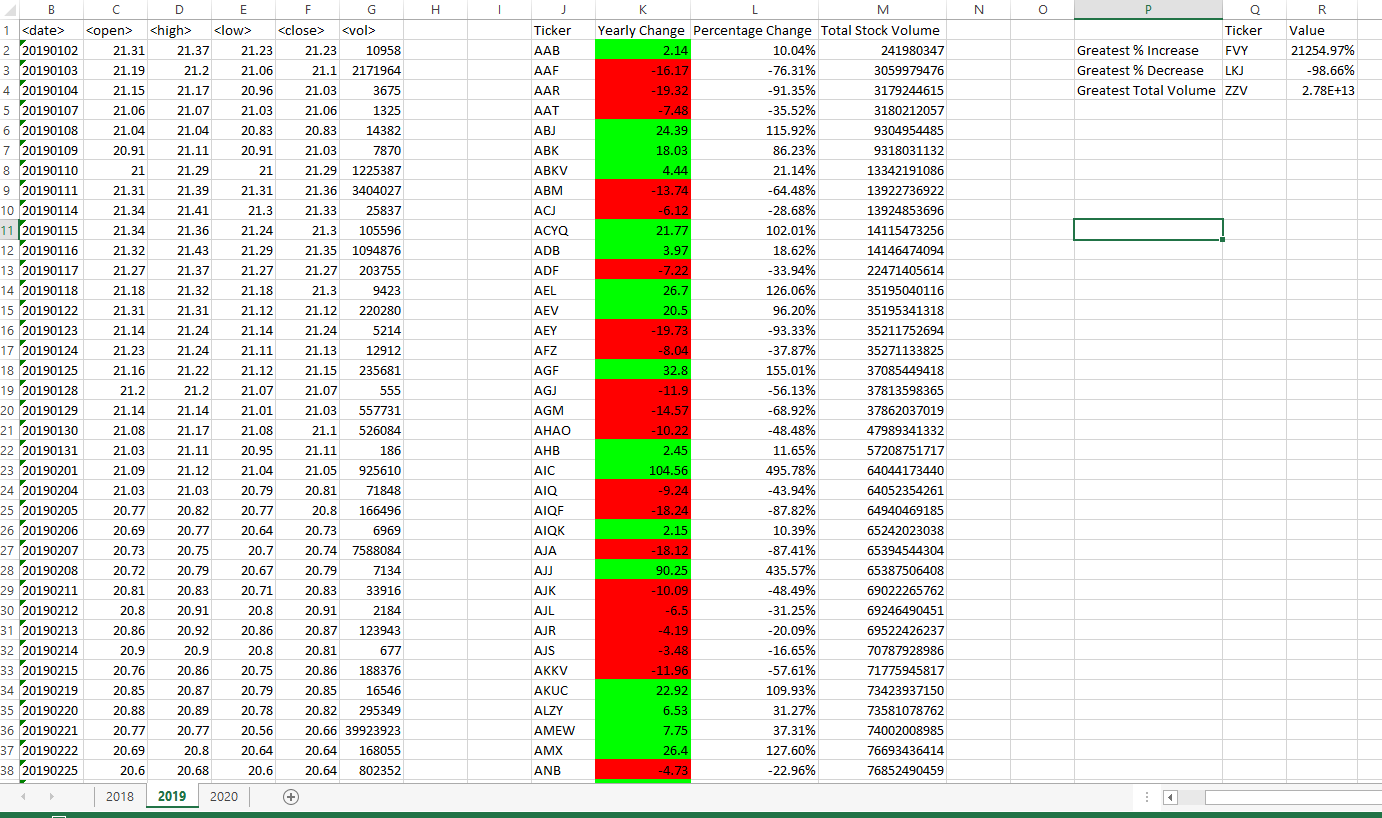 B C D E F G H I J K L M N O P Q R
1 <date> <open> <high> <low> <close> <vol> Ticker Yearly Change Percentage Change Total Stock Volume Ticker Value
2 20190102 21.31 21.37 21.23 21.23 10958 AAB 2.14 10.04% 241980347 Greatest % Increase FVY 21254.97%
3 20190103 21.19 21.2 21.06 21.1 2171964 AAF -16.17 -76.31% 3059979476 Greatest % Decrease LKJ -98.66%
4 20190104 21.15 21.17 20.96 21.03 3675 AAR -19.32 -91.35% 3179244615 Greatest Total Volume ZZV 2.78E+13
5 20190107 21.06 21.07 21.03 21.06 1325 AAT -7.48 -35.52% 3180212057
6 20190108 21.04 21.04 20.83 20.83 14382 ABJ 24.39 115.92% 9304954485
7 20190109 20.91 21.11 20.91 21.03 7870 ABK 18.03 86.23% 9318031132
8 20190110 21 21.29 21 21.29 1225387 ABKV 4.44 21.14% 13342191086
9 20190111 21.31 21.39 21.31 21.36 3404027 ABM -13.74 -64.48% 13922736922
10 20190114 21.34 21.41 21.3 21.33 25837 ACJ -6.12 -28.68% 13924853696
11 20190115 21.34 21.36 21.24 21.3 105596 ACYQ 21.77 102.01% 14115473256
12 20190116 21.32 21.43 21.29 21.35 1094876 ADB 3.97 18.62% 14146474094
13 20190117 21.27 21.37 21.27 21.27 203755 ADF -7.22 -33.94% 22471405614
14 20190118 21.18 21.32 21.18 21.3 9423 AEL 26.7 126.06% 35195040116
15 20190122 21.31 21.31 21.12 21.12 220280 AEV 20.5 96.20% 35195341318
16 20190123 21.14 21.24 21.14 21.24 5214 AEY -19.73 -93.33% 35211752694
17 20190124 21.23 21.24 21.11 21.13 12912 AFZ -8.04 -37.87% 35271133825
18 20190125 21.16 21.22 21.12 21.15 235681 AGF 32.8 155.01% 37085449418
19 20190128 21.2 21.2 21.07 21.07 555 AGJ -11.9 -56.13% 37813598365
20 20190129 21.14 21.14 21.01 21.03 557731 AGM -14.57 -68.92% 37862037019
21 20190130 21.08 21.17 21.08 21.1 526084 AHAO -10.22 -48.48% 47989341332
22 20190131 21.03 21.11 20.95 21.11 186 AHB 2.45 11.65% 57208751717
23 20190201 21.09 21.12 21.04 21.05 925610 AIC 104.56 495.78% 64044173440
24 20190204 21.03 21.03 20.79 20.81 71848 AIQ -9.24 -43.94% 64052354261
25 20190205 20.77 20.82 20.77 20.8 166496 AIQF -18.24 -87.82% 64940469185
26 20190206 20.69 20.77 20.64 20.73 6969 AIQK 2.15 10.39% 65242023038
27 20190207 20.73 20.75 20.7 20.74 7588084 AJA -18.12 -87.41% 65394544304
28 20190208 20.72 20.79 20.67 20.79 7134 AJJ 90.25 435.57% 65387506408
29 20190211 20.81 20.83 20.71 20.83 33916 AJK -10.09 -48.49% 69022265762
30 20190212 20.8 20.91 20.8 20.91 2184 AJL -6.5 -31.25% 69246490451
31 20190213 20.86 20.92 20.86 20.87 123943 AJR -4.19 -20.09% 69522426237
32 20190214 20.9 20.9 20.8 20.81 677 AJS -3.48 -16.65% 70787928986
33 20190215 20.76 20.86 20.75 20.86 188376 AKKV -11.96 -57.61% 71775945817
34 20190219 20.85 20.87 20.79 20.85 16546 AKUC 22.92 109.93% 73423937150
35 20190220 20.88 20.89 20.78 20.82 295349 ALZY 6.53 31.27% 73581078762
36 20190221 20.77 20.77 20.56 20.66 39923923 AMEW 7.75 37.31% 74002008985
37 20190222 20.69 20.8 20.64 20.64 168055 AMX 26.4 127.60% 76693436414
38 20190225 20.6 20.68 20.6 20.64 802352 ANB -4.73 -22.96% 76852490459
2018 2019 2020